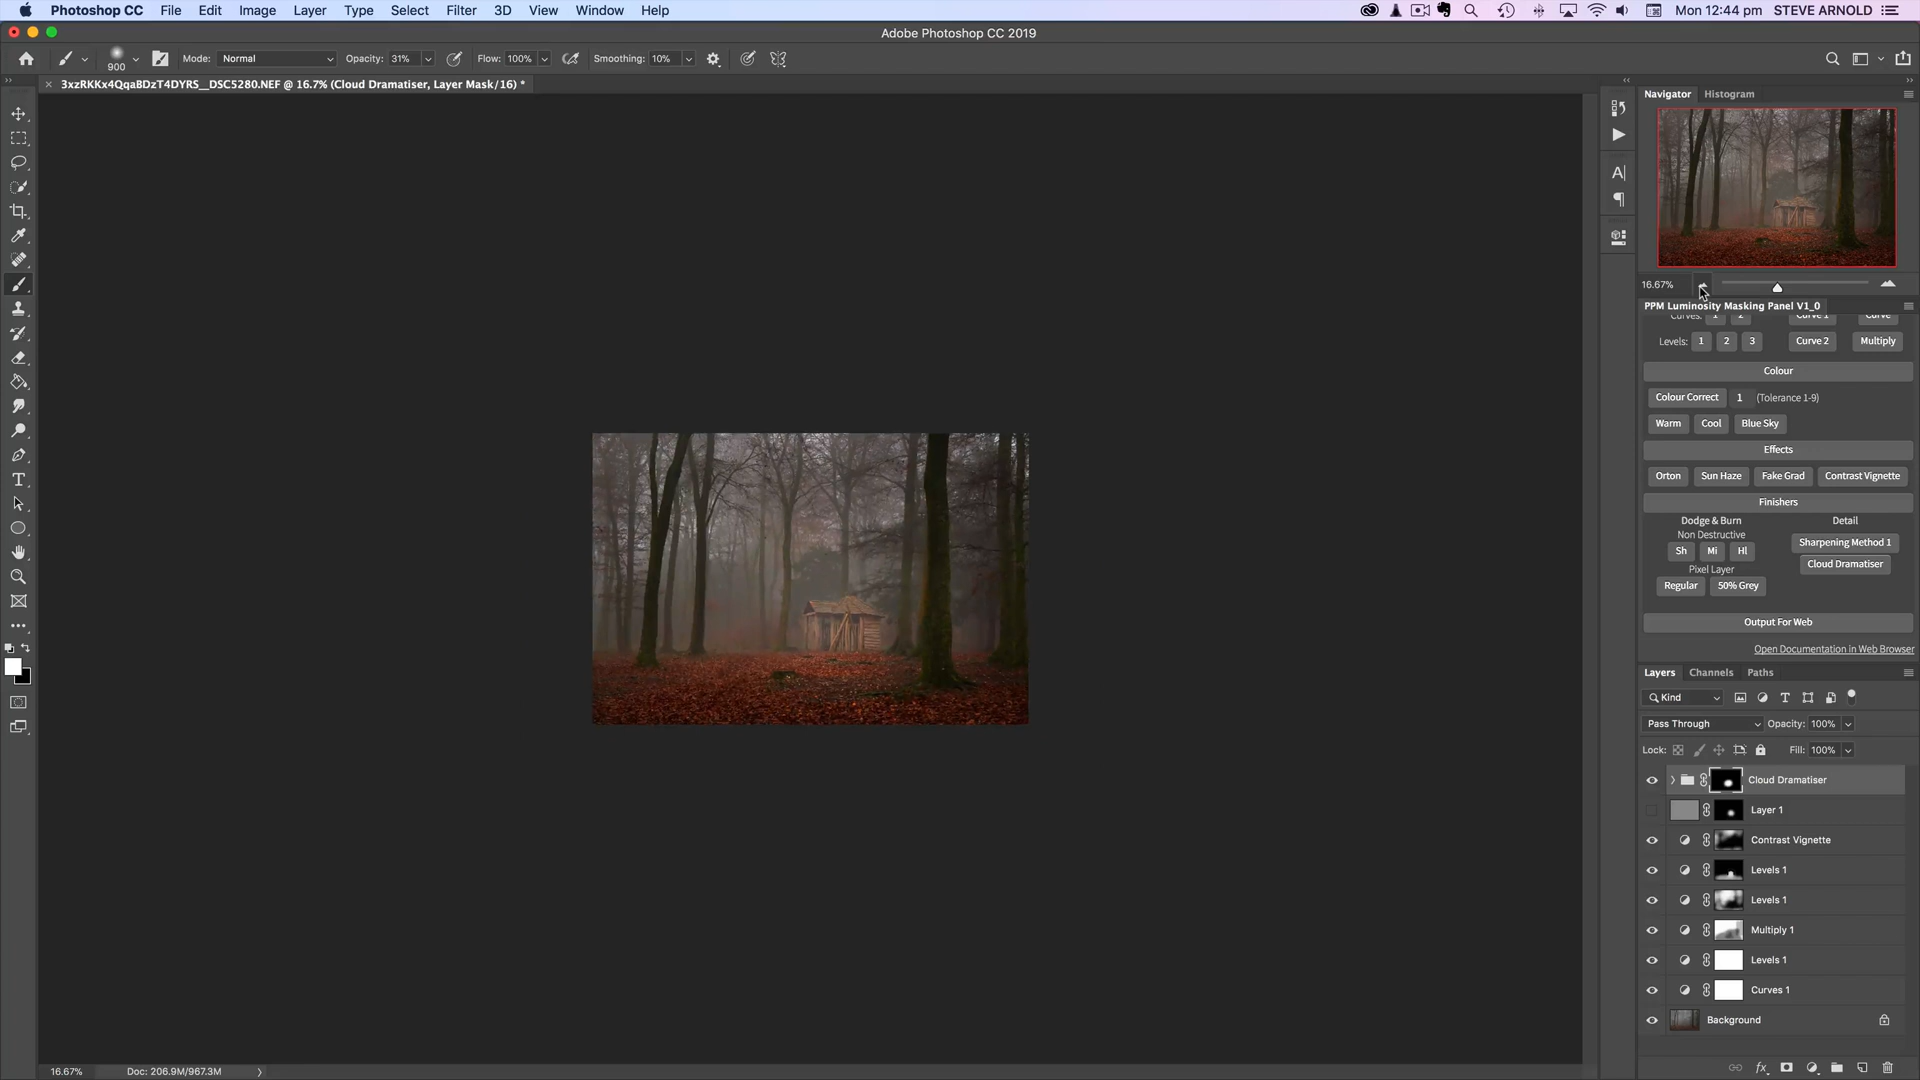 Photoshop CC File Edit Image Layer Type Select Filter 3D View Window Help Mon 12:44 pm STEVE ARNOLD
Adobe Photoshop CC 2019
900 Mode: Normal Opacity: 31% Flow: 100% Smoothing: 10%
3xzRKKx4QqaBDzT4DYRS__DSC5280.NEF @ 16.7% (Cloud Dramatiser, Layer Mask/16) *
Navigator Histogram
16.67%
PPM Luminosity Masking Panel V1_0
Curves: 1 2 Curve 1 Curve
Levels: 1 2 3 Curve 2 Multiply
Colour
Colour Correct 1 (Tolerance 1-9)
Warm Cool Blue Sky
Effects
Orton Sun Haze Fake Grad Contrast Vignette
Finishers
Dodge & Burn Detail
Non Destructive
Sharpening Method 1
Sh Mi Hl
Cloud Dramatiser
Pixel Layer
Regular 50% Grey
Output For Web
Open Documentation in Web Browser
Layers Channels Paths
Kind
Pass Through Opacity: 100%
Lock: Fill: 100%
Cloud Dramatiser
Layer 1
Contrast Vignette
Levels 1
Levels 1
Multiply 1
Levels 1
Curves 1
Background
16.67% Doc: 206.9M/967.3M